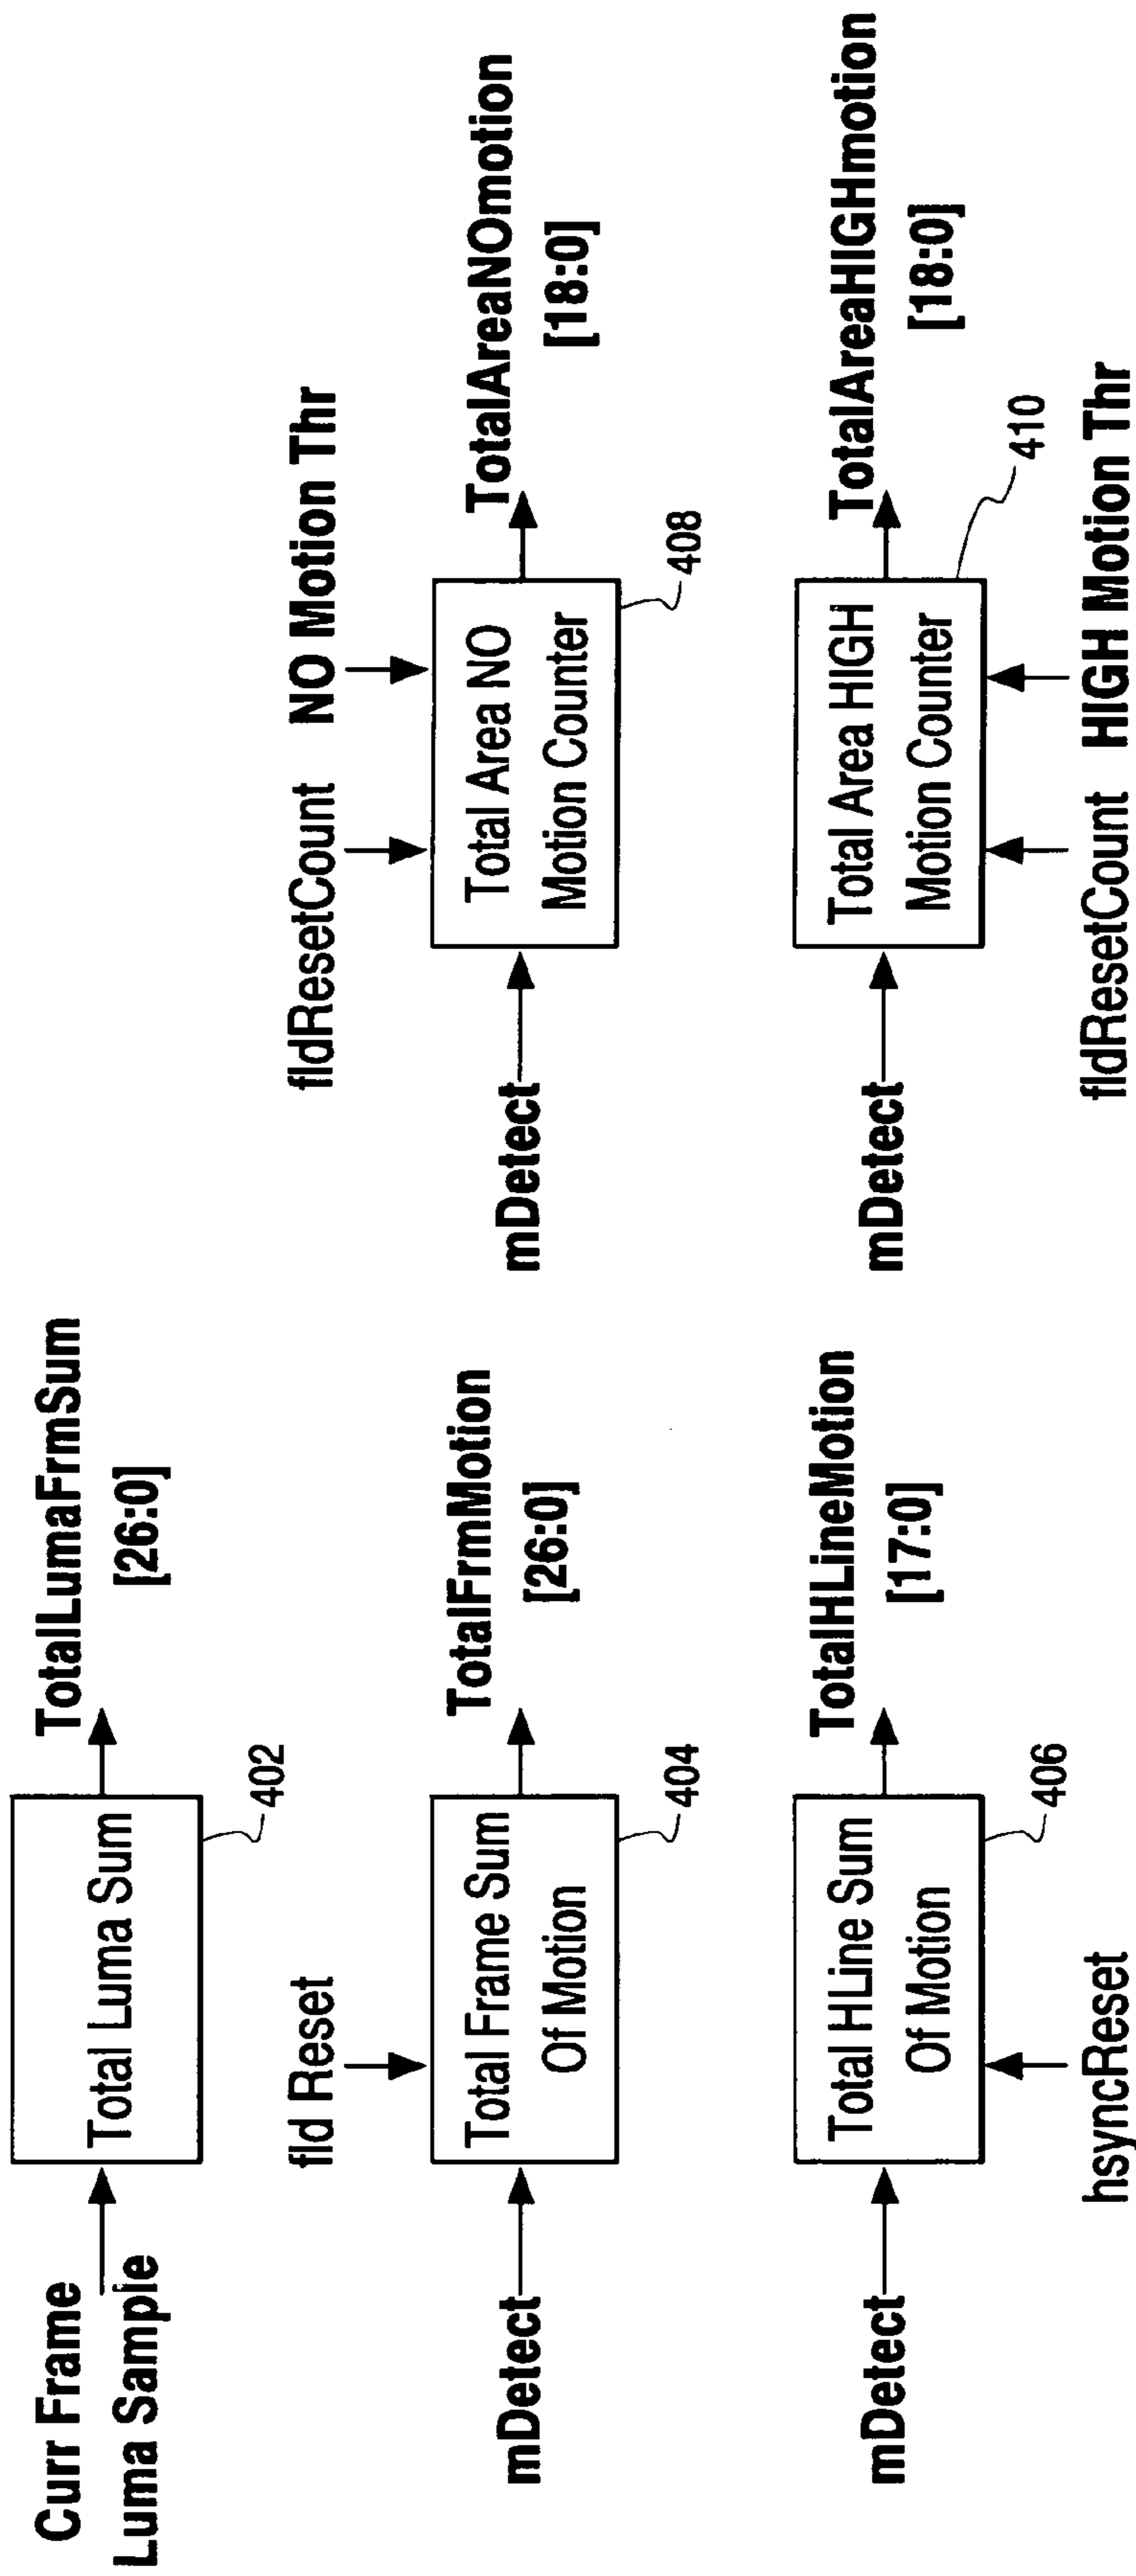 Curr Frame
Luma Sample
Total Luma Sum
402
TotalLumaFrmSum
[26:0]
fld Reset
mDetect
Total Frame Sum
Of Motion
404
TotalFrmMotion
[26:0]
mDetect
Total HLine Sum
Of Motion
406
TotalHLineMotion
[17:0]
hsyncReset
fldResetCount
NO Motion Thr
mDetect
Total Area NO
Motion Counter
408
TotalAreaNOmotion
[18:0]
mDetect
Total Area HIGH
Motion Counter
410
TotalAreaHIGHmotion
[18:0]
fldResetCount
HIGH Motion Thr